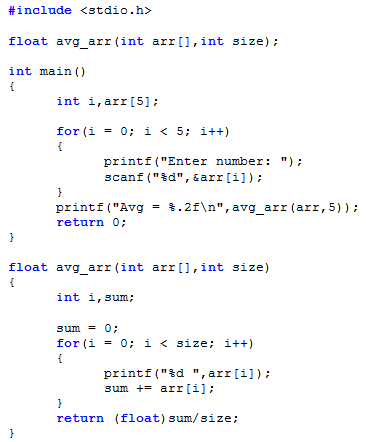 #include <stdio.h>
float avg_arr(int arr[],int size);
int main()
{
int i,arr[5];
for(i = 0; i < 5; i++)
{
printf("Enter number: ");
scanf("%d",&arr[i]);
}
printf("Avg = %.2f\n",avg_arr(arr,5));
return 0;
}
float avg_arr(int arr[],int size)
{
int i,sum;
sum = 0;
for(i = 0; i < size; i++)
{
printf("%d ",arr[i]);
sum += arr[i];
}
return (float)sum/size;
}